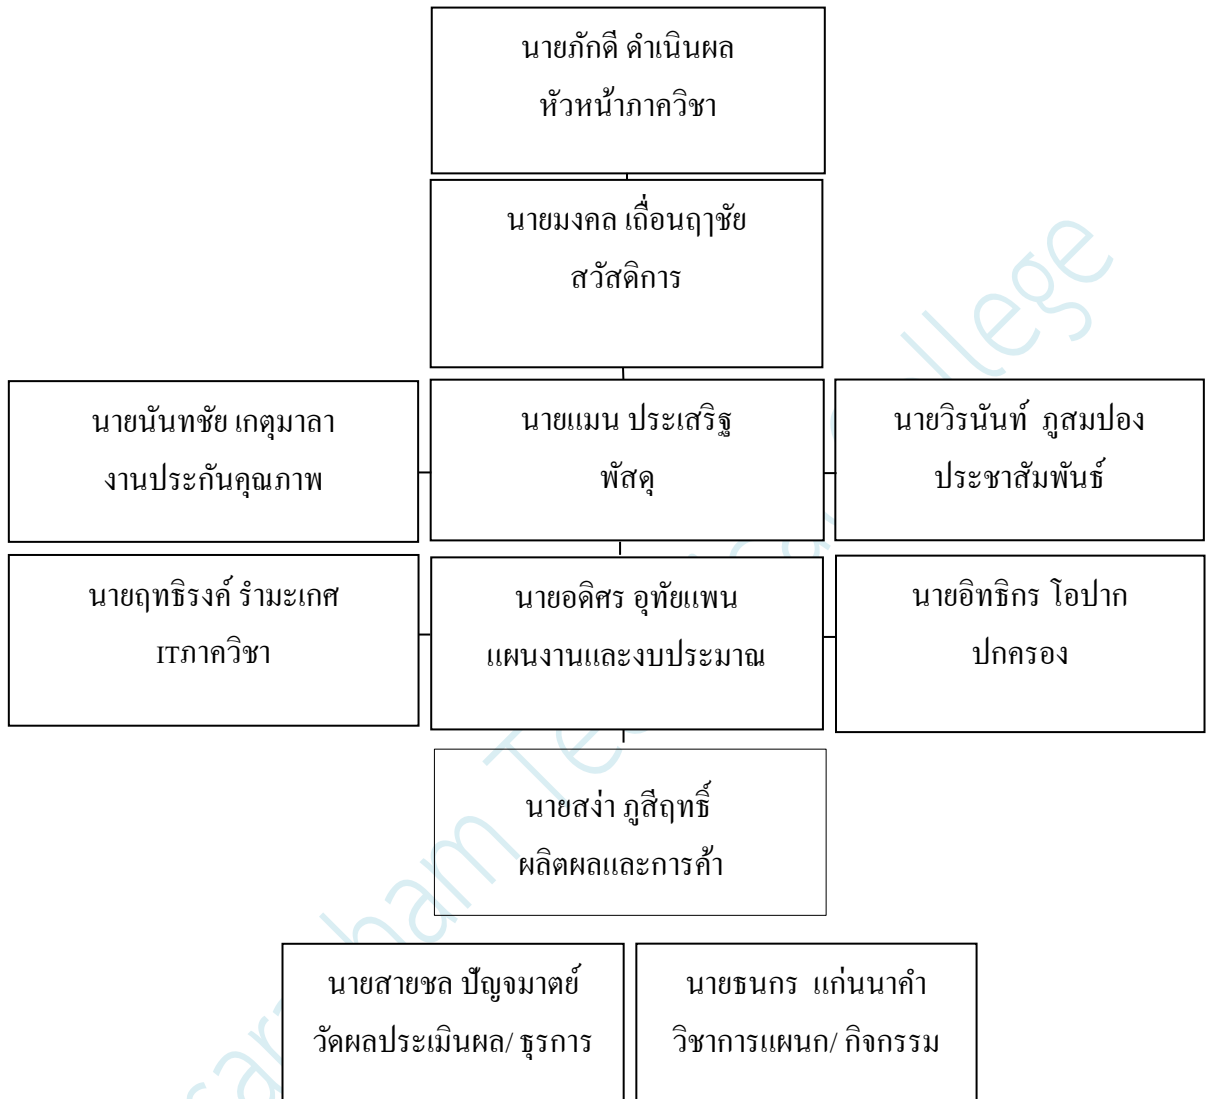 นายภักดี ดำเนินผล
หัวหน้าภาควิชา
นายมงคล เถื่อนฤาชัย
สวัสดิการ
นายนันทชัย เกตุมาลา
งานประกันคุณภาพ
นายแมน ประเสริฐ
พัสดุ
นายวิรนันท์ ภูสมปอง
ประชาสัมพันธ์
นายฤทธิรงค์ รำมะเกศ
ITภาควิชา
นายอดิศร อุทัยแพน
แผนงานและงบประมาณ
นายอิทธิกร โอปาก
ปกครอง
นายสง่า ภูสีฤทธิ์
ผลิตผลและการค้า
นายสายชล ปัญจมาตย์
วัดผลประเมินผล/ ธุรการ
นายธนกร แก่นนาคำ
วิชาการแผนก/ กิจกรรม